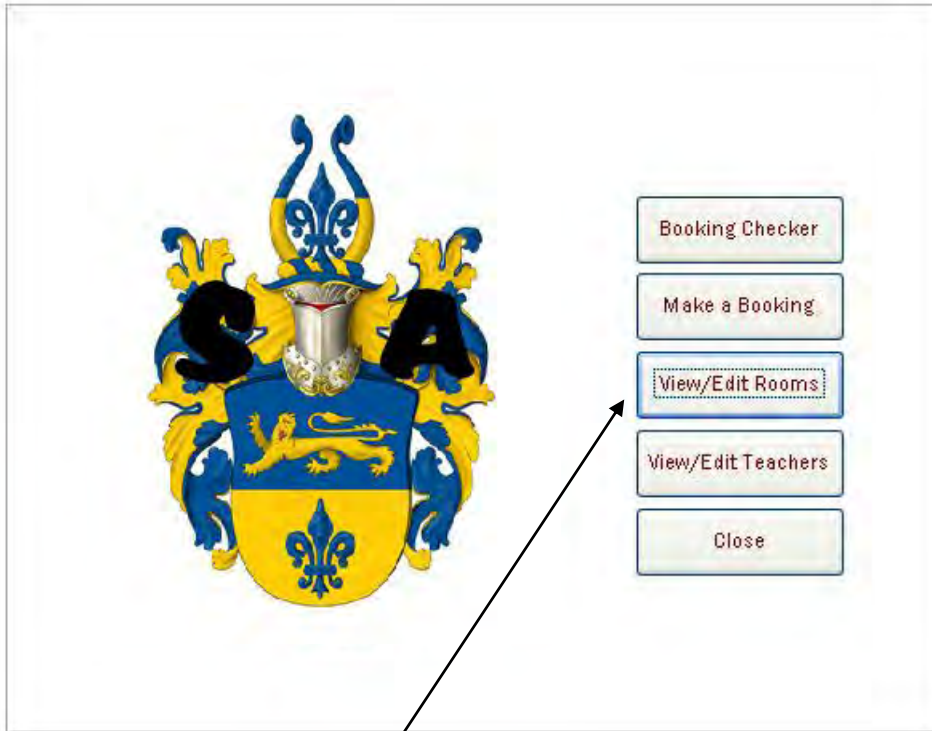 S A
Booking Checker
Make a Booking
View/Edit Rooms
View/Edit Teachers
Close